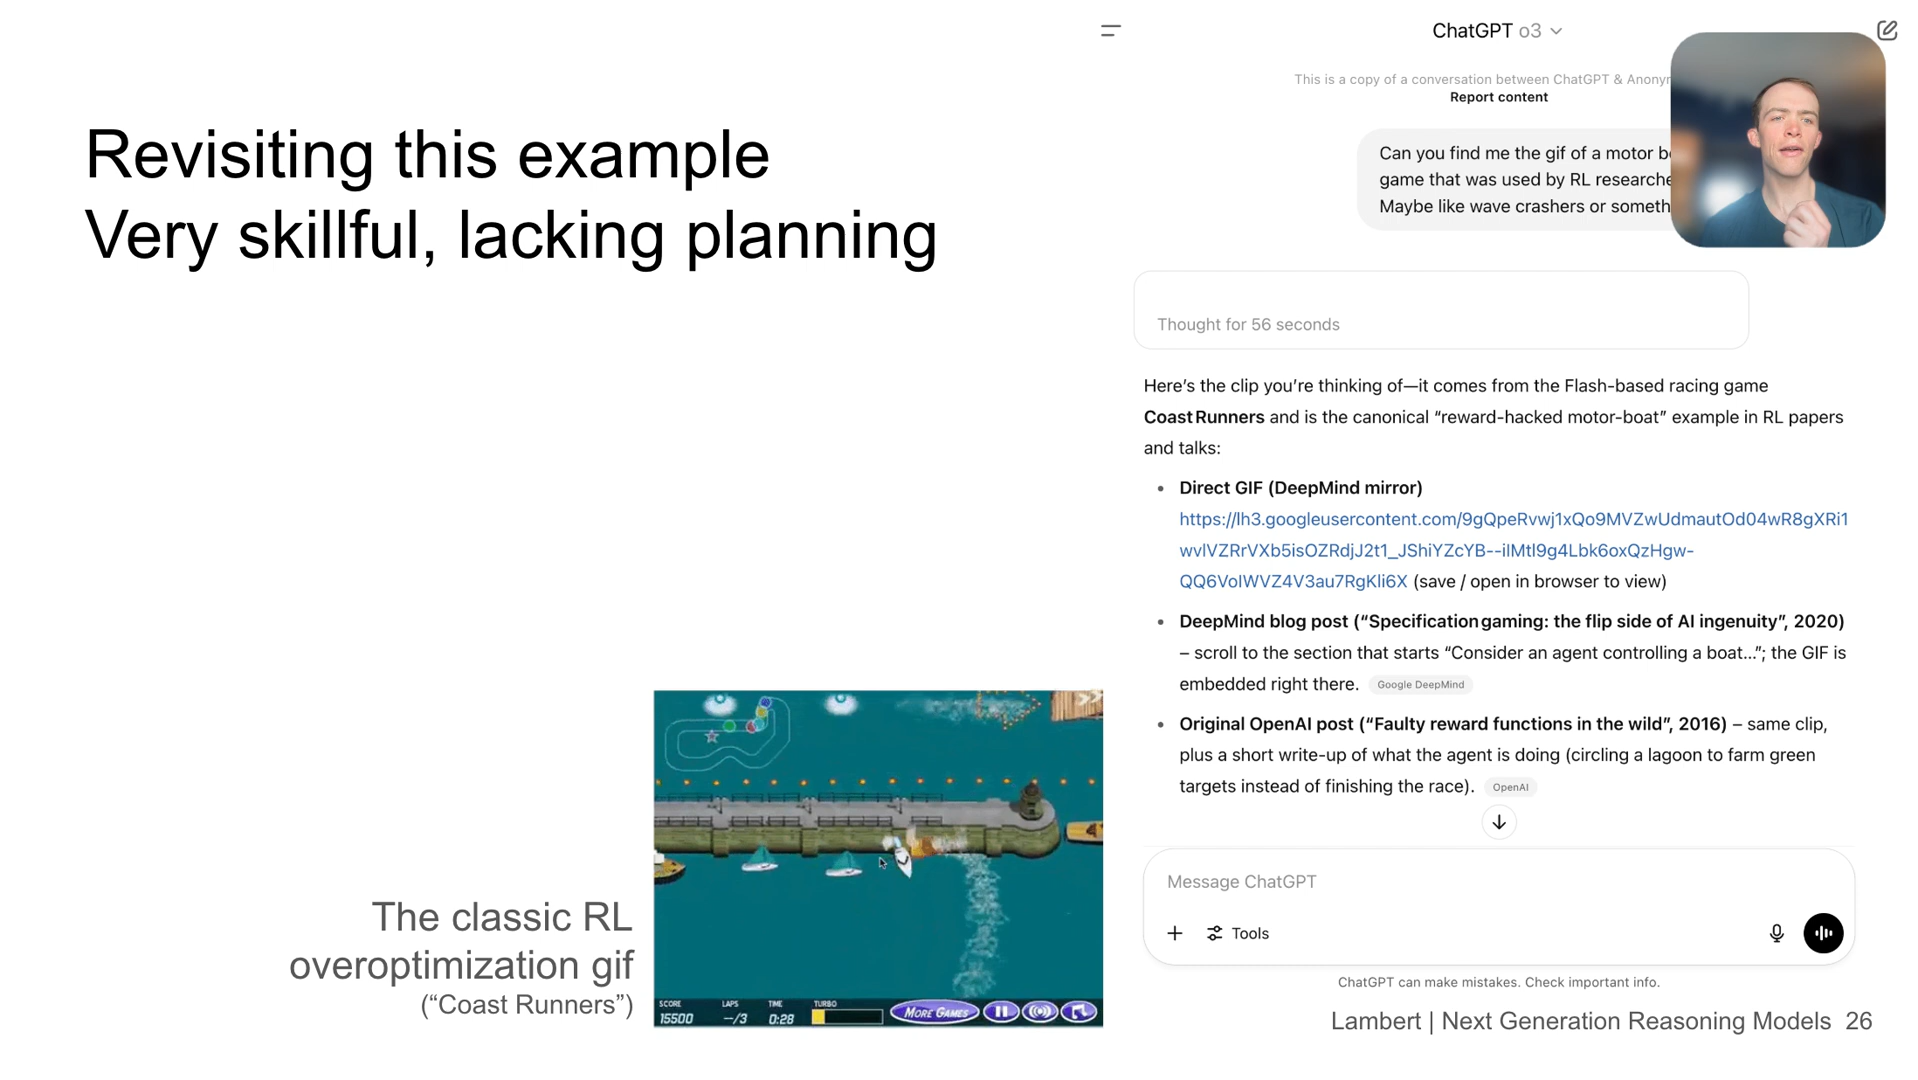 Revisiting this example
Very skillful, lacking planning
ChatGPT o3
This is a copy of a conversation between ChatGPT &
Report content
Can you find me the gif of a motor
game that was used by RL
Maybe like wave crashers or
Thought for 56 seconds
Here's the clip you're thinking of—it comes from the Flash-based racing game
Coast Runners and is the canonical “reward-hacked motor-boat” example in RL papers
and talks:
• Direct GIF (DeepMind mirror)
https://lh3.googleusercontent.com/9gQpeRvwj1xQo9MVZwUdmautOd04wR8gXRi1
wvlVZRrVXb5isOZRdjJ2t1_JShiYZcYB--ilMtl9g4Lbk6oxQzHgw-
QQ6VolWVZ4V3au7RgKli6X (save / open in browser to view)
• DeepMind blog post (“Specification gaming: the flip side of AI ingenuity”, 2020)
– scroll to the section that starts “Consider an agent controlling a boat...”; the GIF is
embedded right there. Google DeepMind
• Original OpenAI post (“Faulty reward functions in the wild”, 2016) – same clip,
plus a short write-up of what the agent is doing (circling a lagoon to farm green
targets instead of finishing the race). OpenAI
The classic RL
overoptimization gif
(“Coast Runners”)
SCORE LAPS TIME TURBO
15500 --/3 0:28 MORE GAMES
Message ChatGPT
Tools
ChatGPT can make mistakes. Check important info.
Lambert | Next Generation Reasoning Models 26